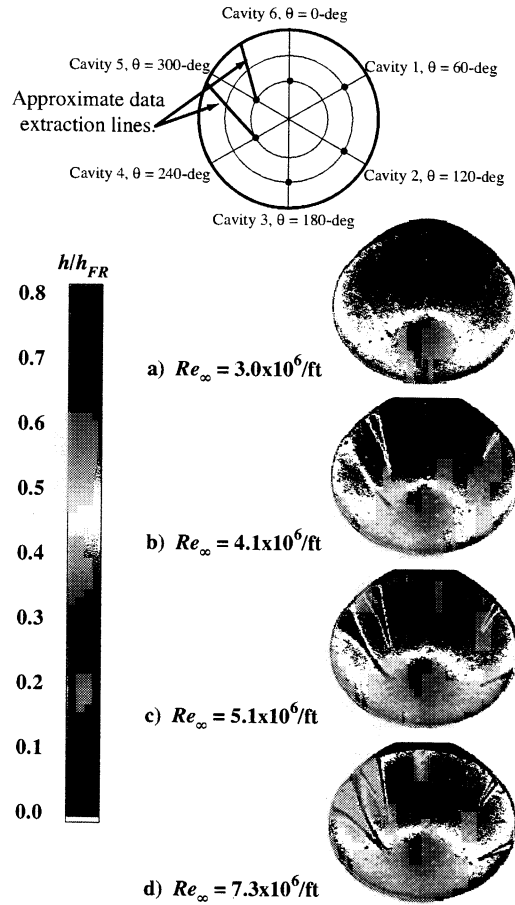 Cavity 6, θ = 0-deg
Cavity 5, θ = 300-deg
Cavity 1, θ = 60-deg
Approximate data
extraction lines.
Cavity 4, θ = 240-deg
Cavity 2, θ = 120-deg
Cavity 3, θ = 180-deg
h/h_FR
0.8
0.7
0.6
0.5
0.4
0.3
0.2
0.1
0.0
a) Re∞ = 3.0x10⁶/ft
b) Re∞ = 4.1x10⁶/ft
c) Re∞ = 5.1x10⁶/ft
d) Re∞ = 7.3x10⁶/ft